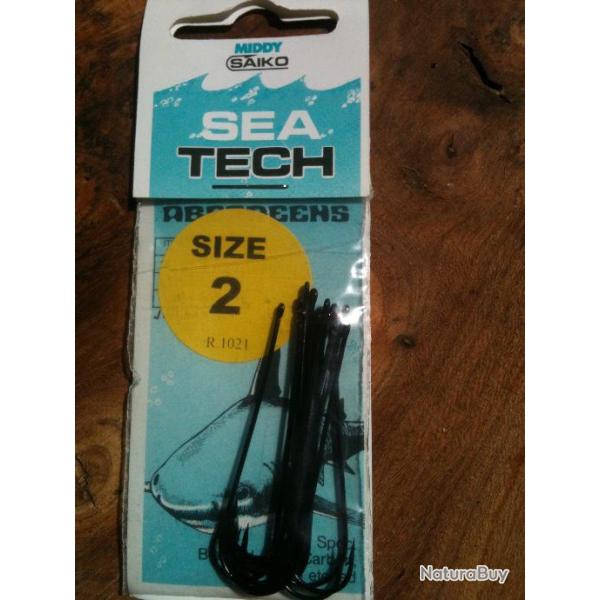 MIDDY
SAIKO
SEA
TECH
ABERDEENS
SIZE
2
R.1021
NaturaBuy